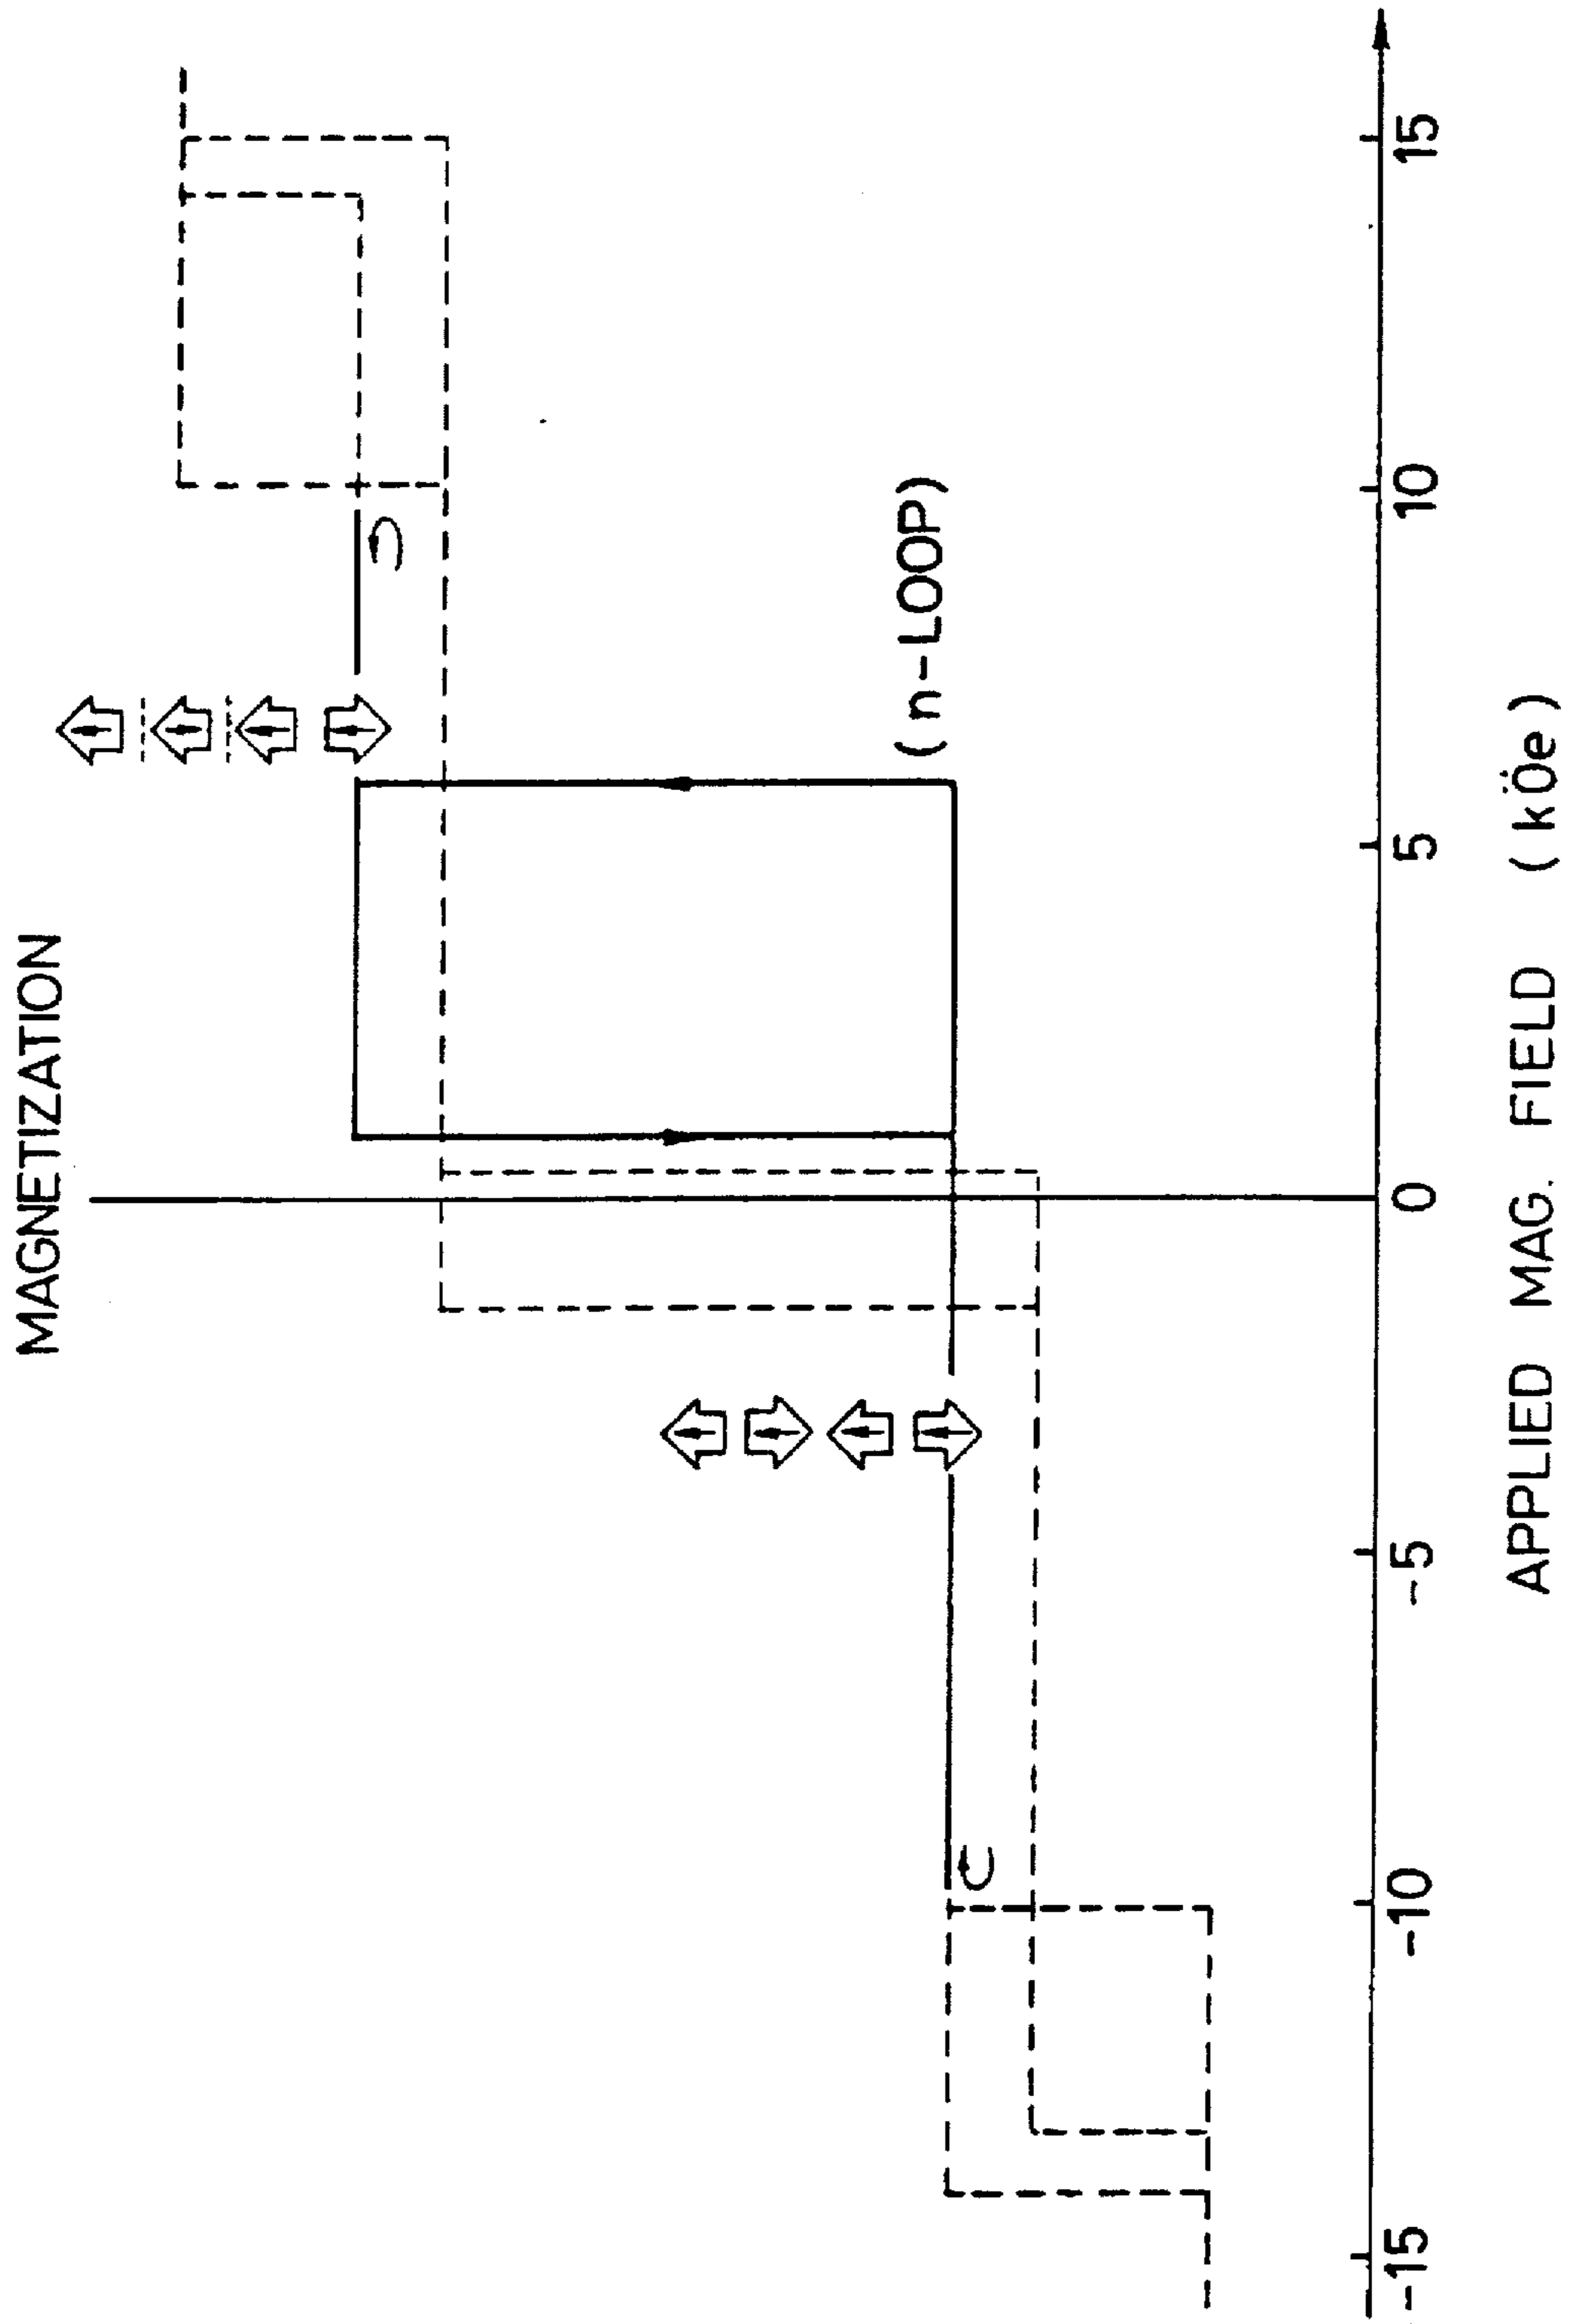 MAGNETIZATION
(n-LOOP)
-15 -10 -5 0 5 10 15
APPLIED MAG. FIELD (kÖe)